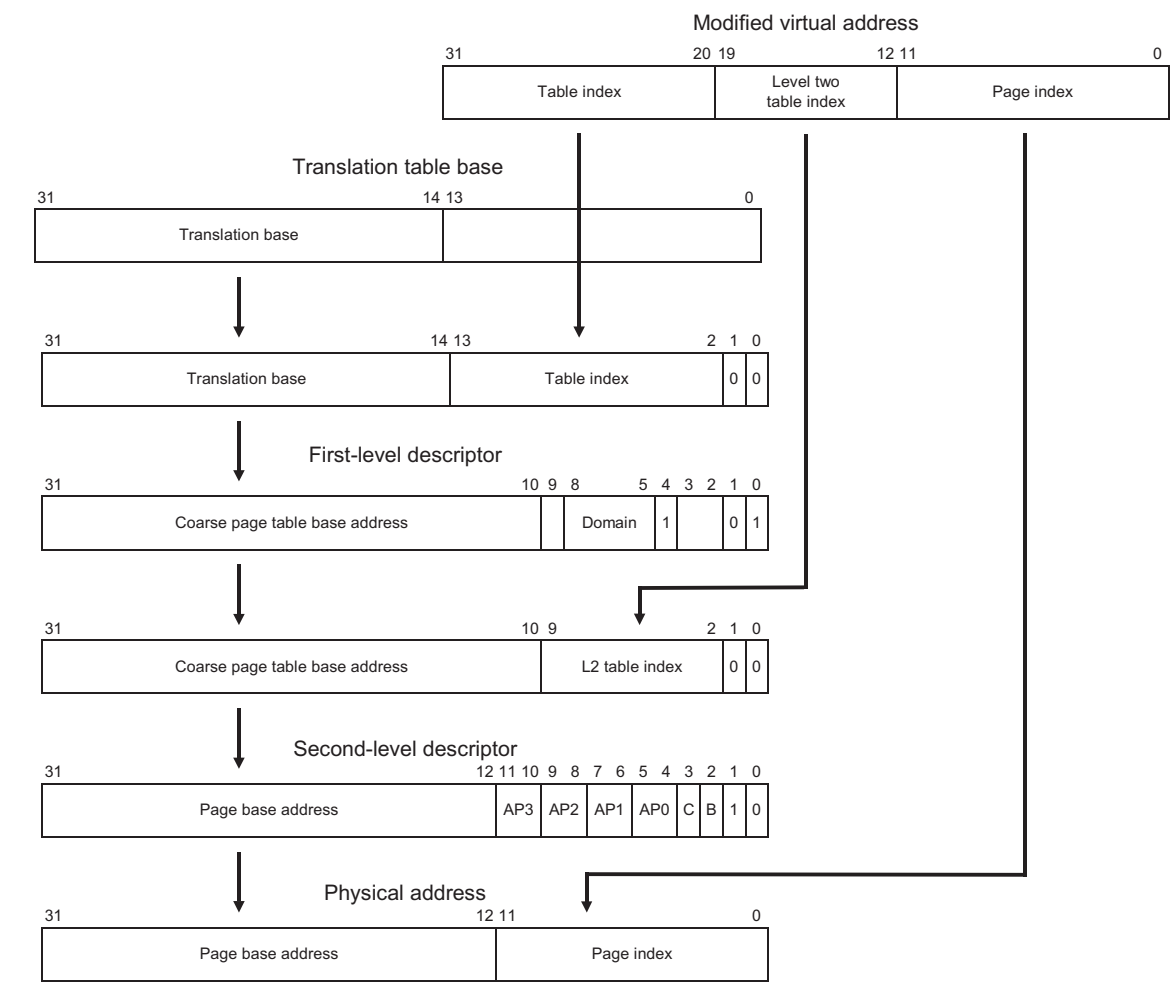 Modified virtual address
31 20 19 12 11 0
Table index
Level two
table index
Page index
Translation table base
31 14 13 0
Translation base
31 14 13 2 1 0
Translation base Table index 0 0
First-level descriptor
31 10 9 8 5 4 3 2 1 0
Coarse page table base address Domain 1 0 1
31 10 9 2 1 0
Coarse page table base address L2 table index 0 0
Second-level descriptor
31 12 11 10 9 8 7 6 5 4 3 2 1 0
Page base address AP3 AP2 AP1 AP0 C B 1 0
Physical address
31 12 11 0
Page base address Page index